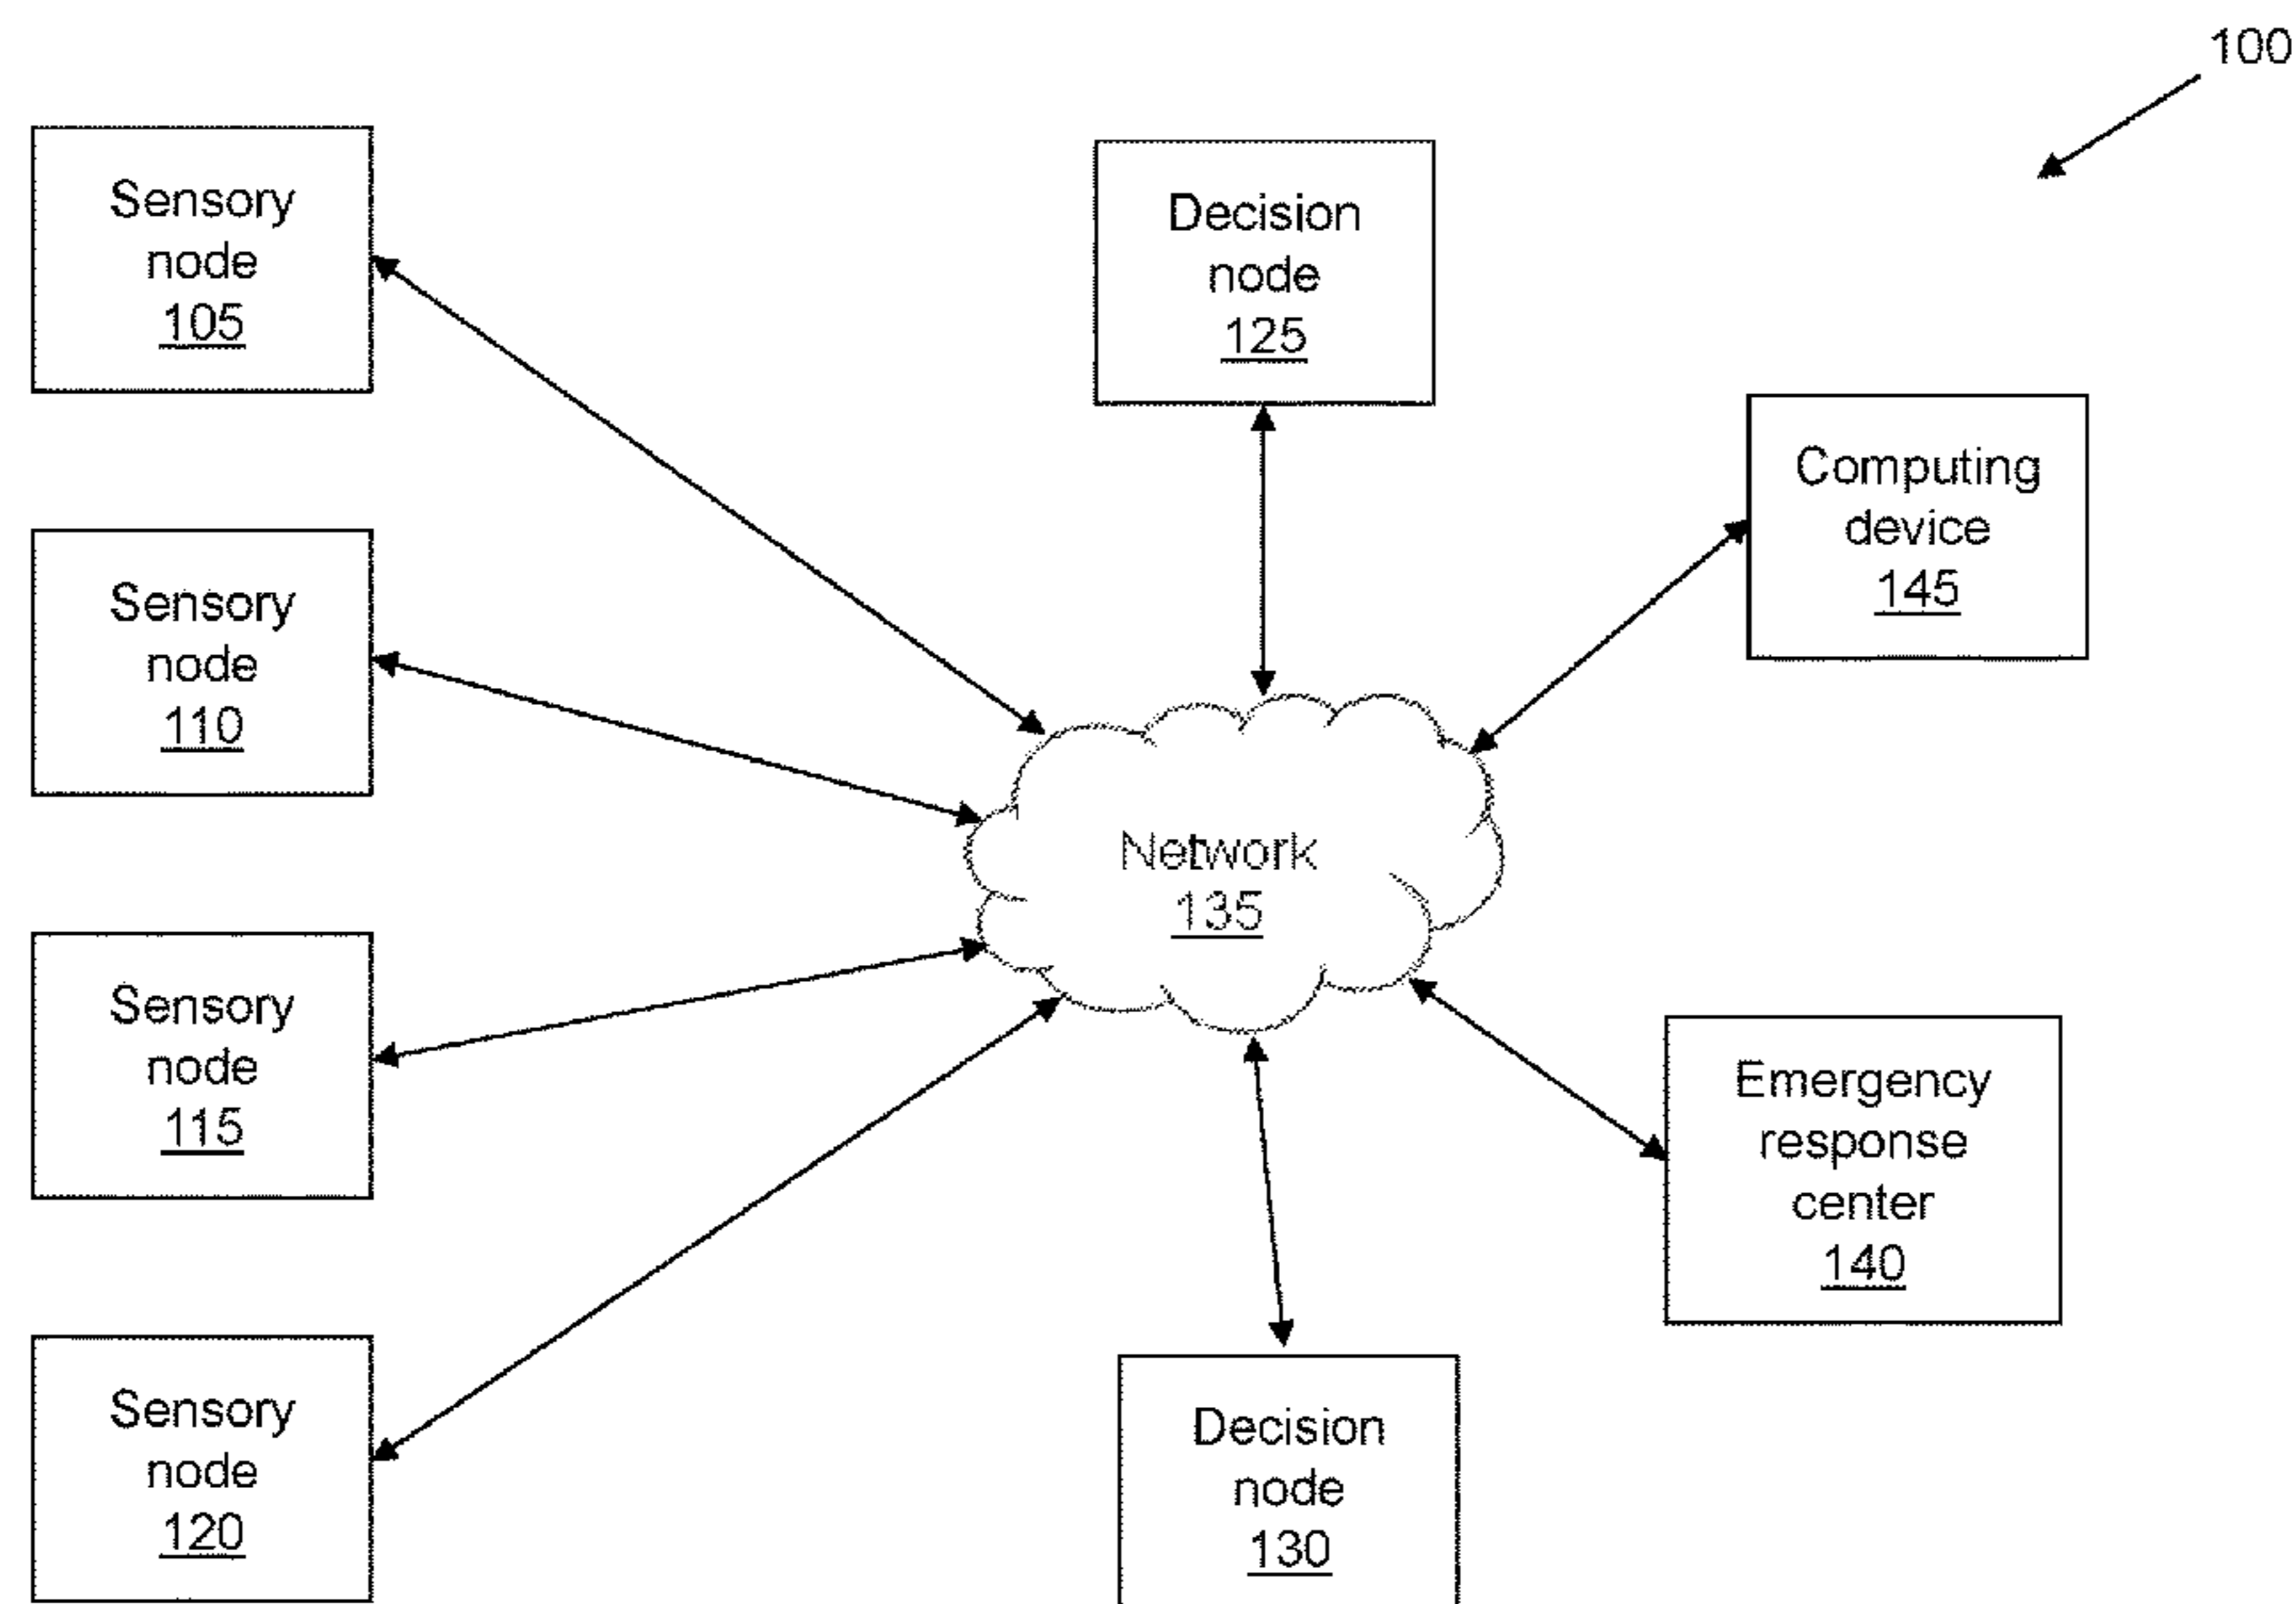 100
Sensory
node
105
Decision
node
125
Computing
device
145
Sensory
node
110
Network
135
Sensory
node
115
Emergency
response
center
140
Sensory
node
120
Decision
node
130